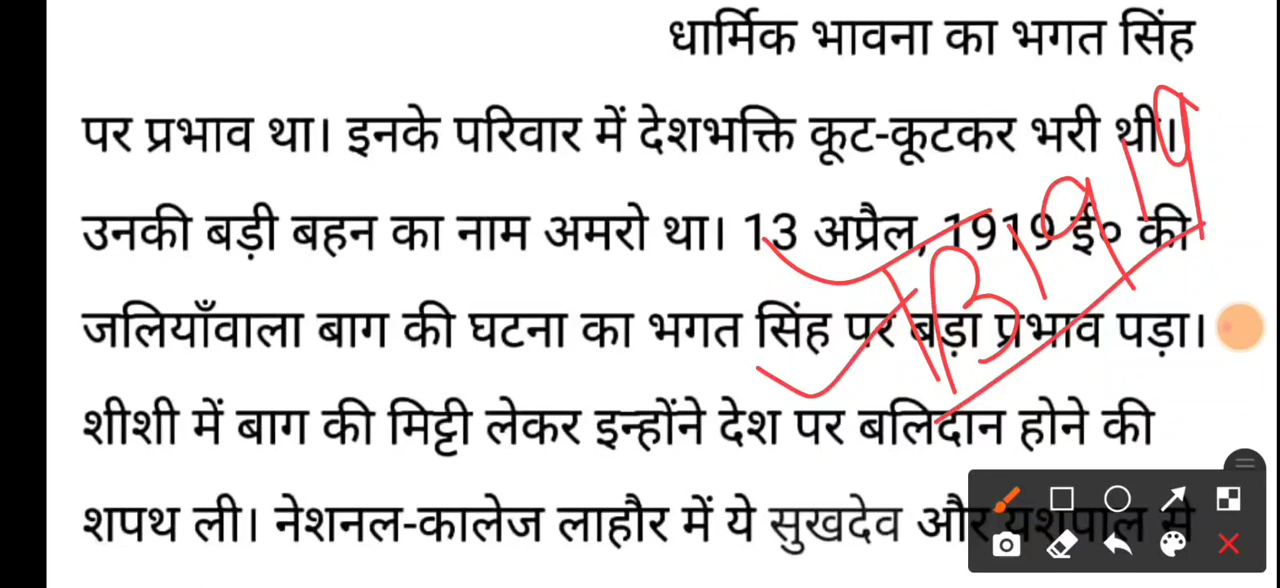 धार्मिक भावना का भगत सिंह
पर प्रभाव था। इनके परिवार में देशभक्ति कूट-कूटकर भरी थी।
उनकी बड़ी बहन का नाम अमरो था। 13 अप्रैल, 1919 ई० की
जलियाँवाला बाग की घटना का भगत सिंह पर बड़ा प्रभाव पड़ा।
शीशी में बाग की मिट्टी लेकर इन्होंने देश पर बलिदान होने की
शपथ ली। नेशनल-कालेज लाहौर में ये सुखदेव और यशपाल से